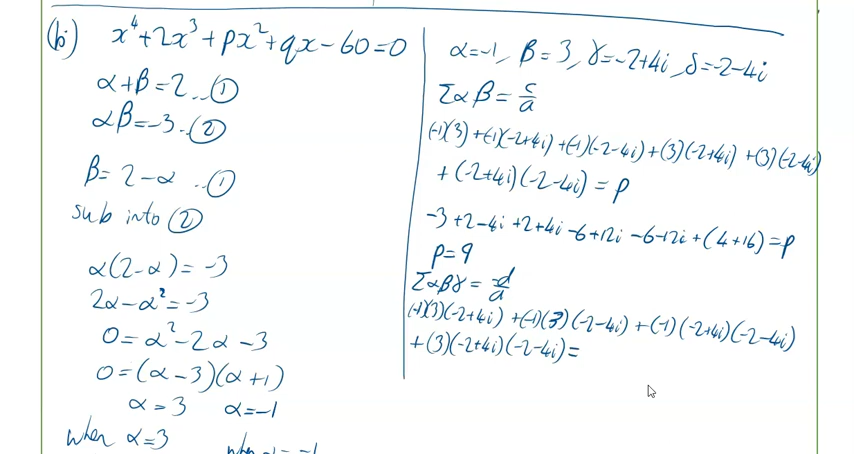 (b) x⁴+2x³+px²+qx-60=0
α+β=2 ..①
αβ=-3 .②
β=2-α ..①
sub into ②
α(2-α)=-3
2α-α²=-3
0=α²-2α-3
0=(α-3)(α+1)
α=3 α=-1
when α=3 when α=-1
α=-1, β=3, γ=-2+4i, δ=-2-4i
Σαβ=c/a
(-1)(3)+(-1)(-2+4i)+(-1)(-2-4i)+(3)(-2+4i)+(3)(-2-4i)
+(-2+4i)(-2-4i)=p
-3+2-4i+2+4i-6+12i-6-12i+(4+16)=p
p=9
Σαβγ=-d/a
(-1)(3)(-2+4i)+(-1)(3)(-2-4i)+(-1)(-2+4i)(-2-4i)
+(3)(-2+4i)(-2-4i)=